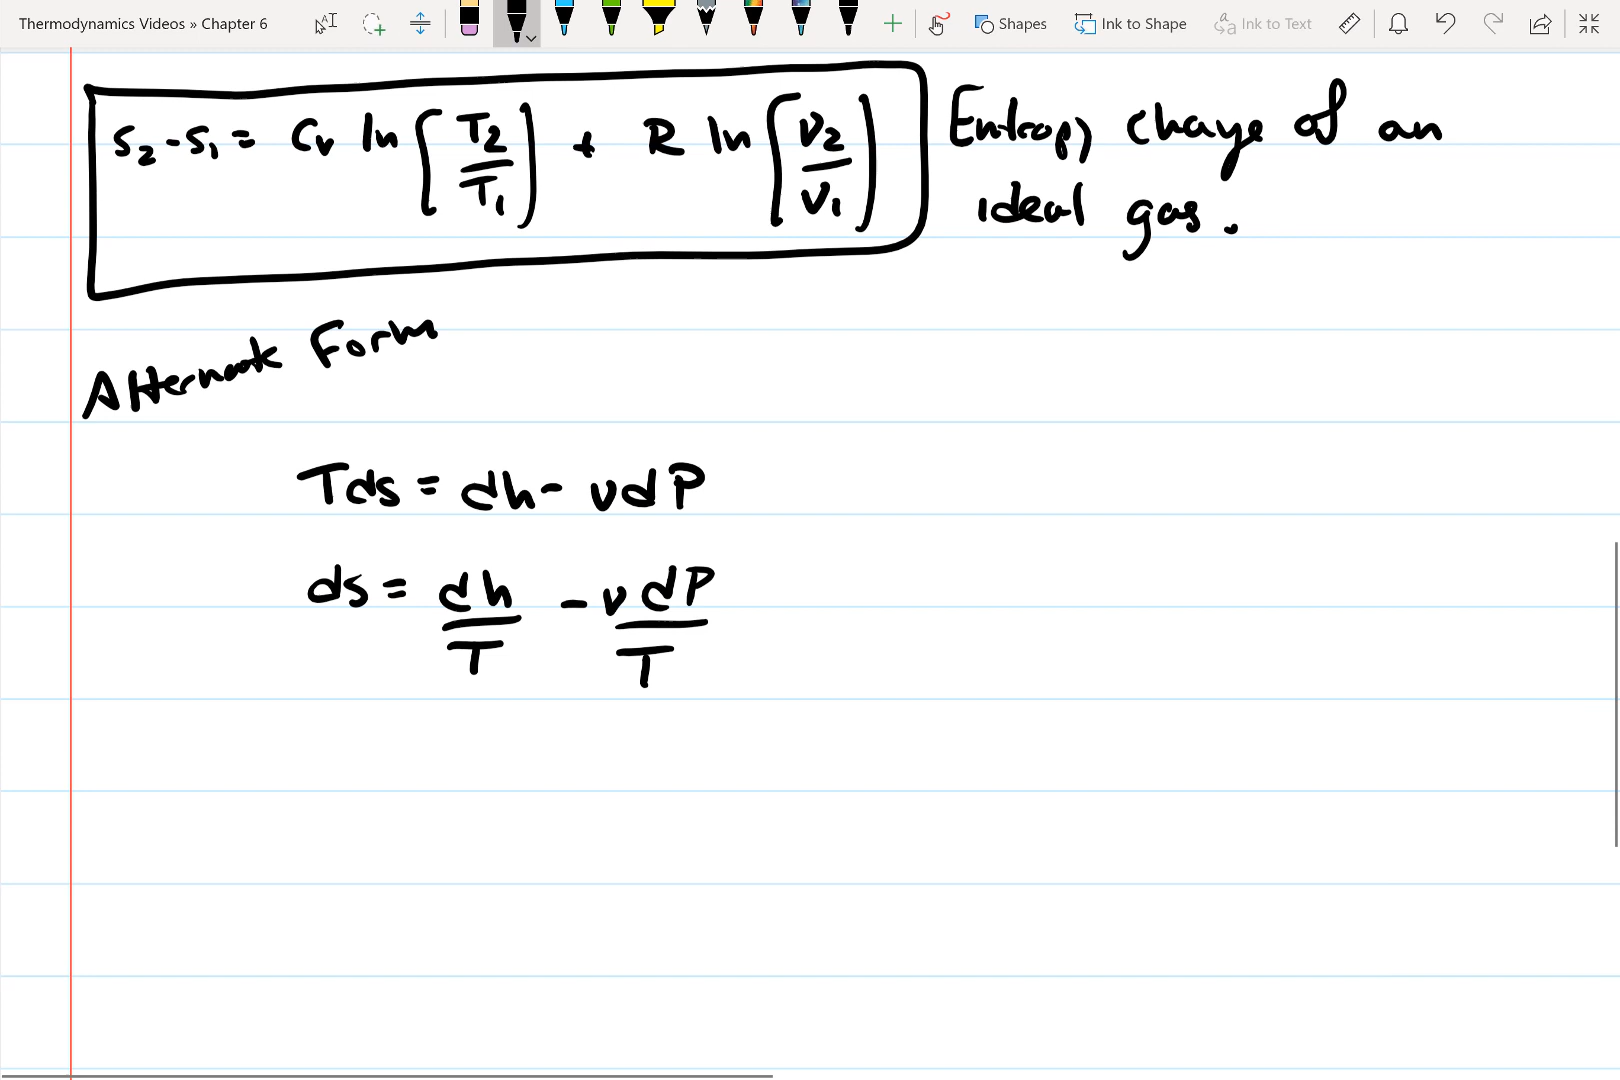 Thermodynamics Videos » Chapter 6 Shapes Ink to Shape Ink to Text
S₂ - S₁ = Cv ln [T₂/T₁] + R ln [v₂/v₁] Entropy change of an
ideal gas.
Alternate Form
Tds = dh - vdP
ds = dh/T - vdP/T